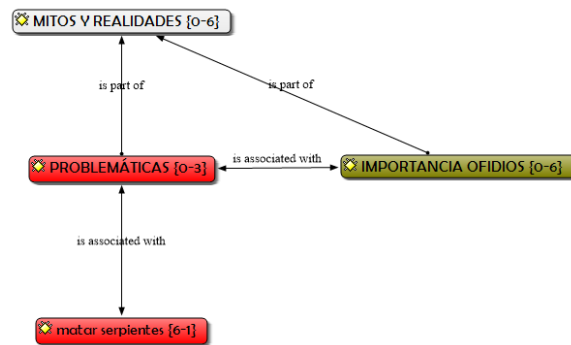 MITOS Y REALIDADES {0-6}
is part of
is part of
PROBLEMÁTICAS {0-3}
is associated with
IMPORTANCIA OFIDIOS {0-6}
is associated with
matar serpientes {6-1}